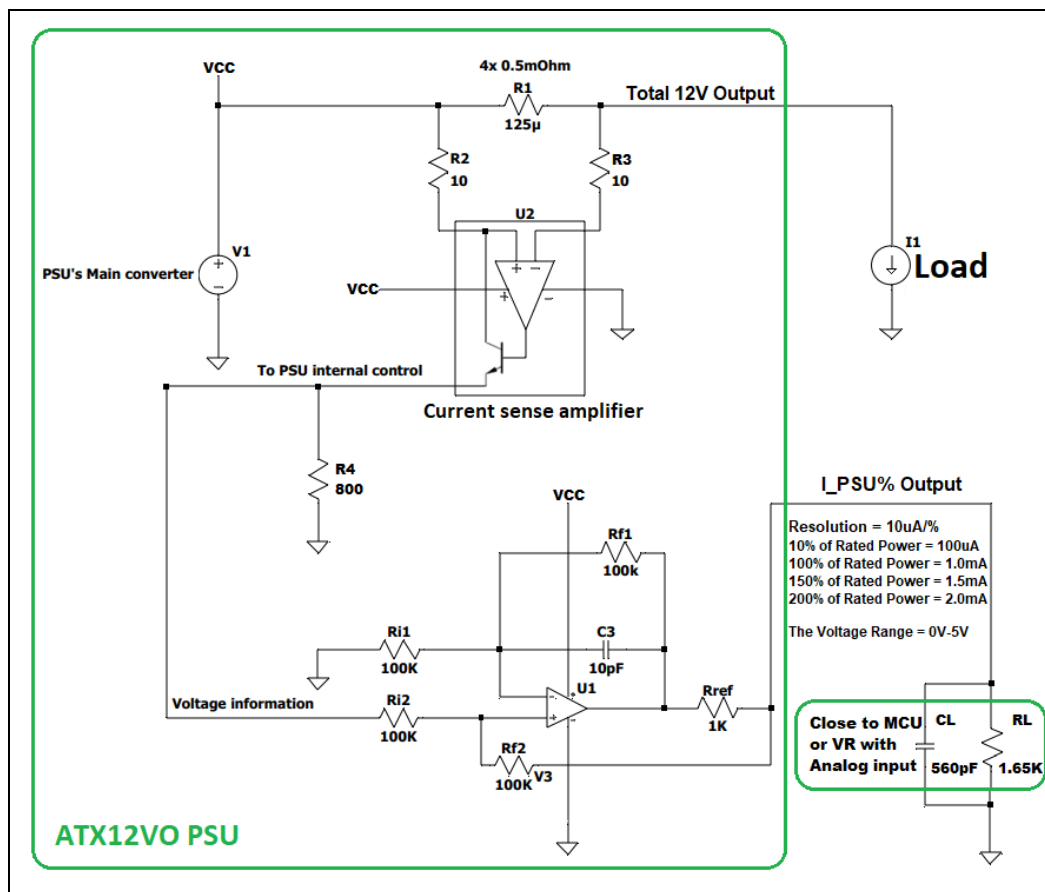 4x 0.5mOhm
VCC
R1
125µ
Total 12V Output
R2
10
R3
10
U2
V1
PSU's Main converter
VCC
+
-
+
-
+
-
I1
Load
To PSU internal control
Current sense amplifier
R4
800
VCC
I_PSU% Output
Rf1
100k
Resolution = 10uA/%
10% of Rated Power = 100uA
100% of Rated Power = 1.0mA
150% of Rated Power = 1.5mA
200% of Rated Power = 2.0mA
The Voltage Range = 0V-5V
Ri1
100K
C3
10pF
U1
Voltage information
Ri2
100K
-
+
+
-
Rref
1K
Rf2
100K
V3
Close to MCU
or VR with
Analog input
CL
560pF
RL
1.65K
ATX12VO PSU